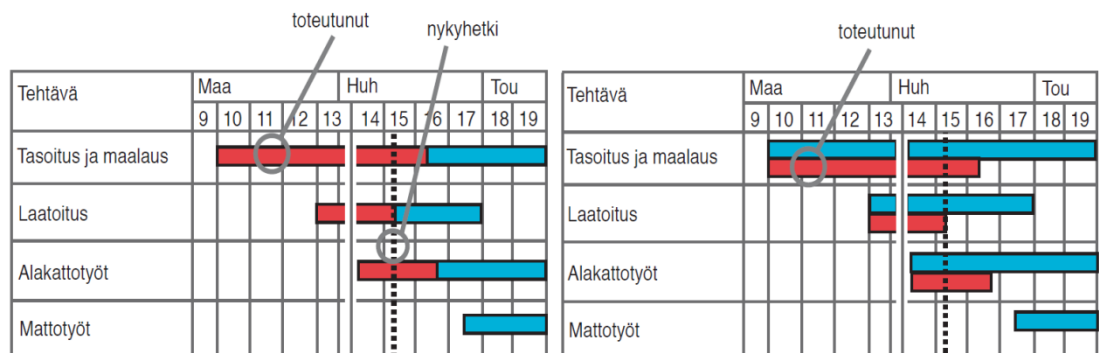 toteutunut
nykyhetki
Tehtävä Maa Huh Tou
9 10 11 12 13 14 15 16 17 18 19
Tasoitus ja maalaus
Laatoitus
Alakattotyöt
Mattotyöt
toteutunut
Tehtävä Maa Huh Tou
9 10 11 12 13 14 15 16 17 18 19
Tasoitus ja maalaus
Laatoitus
Alakattotyöt
Mattotyöt